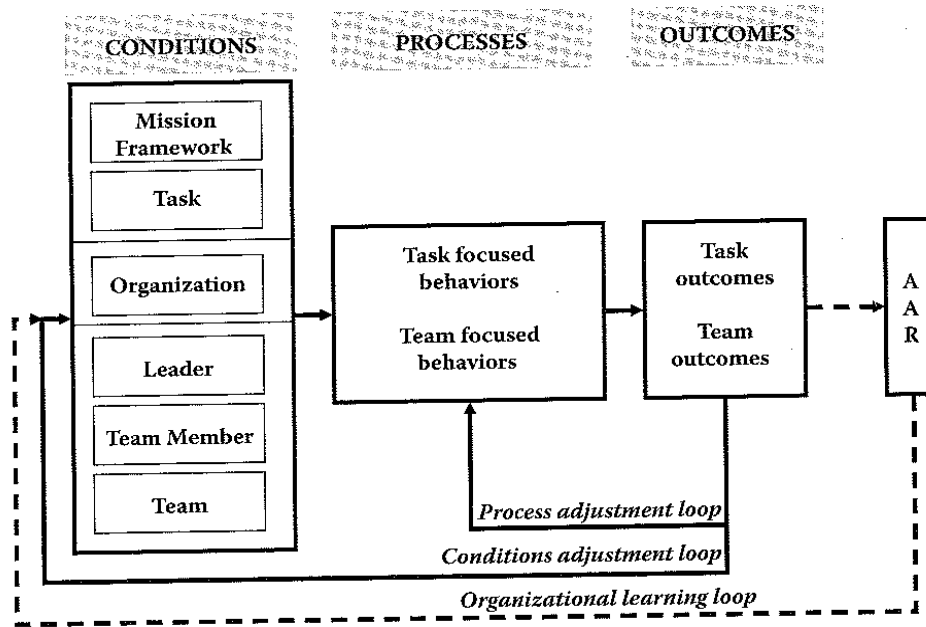 CONDITIONS
PROCESSES
OUTCOMES
Mission
Framework
Task
Organization
Leader
Team Member
Team
Task focused
behaviors
Team focused
behaviors
Task
outcomes
Team
outcomes
A
A
R
Process adjustment loop
Conditions adjustment loop
Organizational learning loop